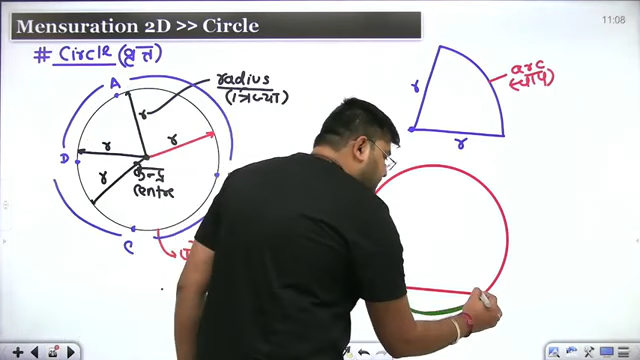 Mensuration 2D >> Circle
11:08
# Circle (वृत्त)
A
radius
(त्रिज्या)
r
r
r
r
D
केन्द्र
centre
C
r
r
arc
(चाप)